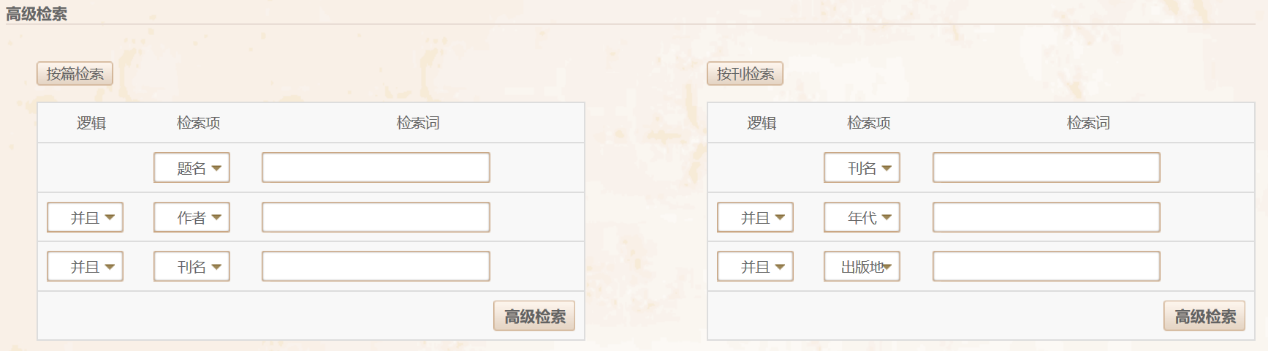 高级检索
按篇检索
逻辑 检索项 检索词
题名
并且 作者
并且 刊名
高级检索
按刊检索
逻辑 检索项 检索词
刊名
并且 年代
并且 出版地
高级检索